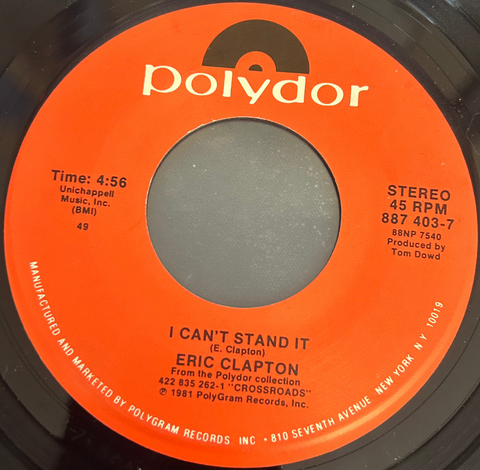 polydor
Time: 4:56
Unichappell
Music, Inc.
(BMI)
49
STEREO
45 RPM
887 403-7
88NP 7540
Produced by
Tom Dowd
I CAN'T STAND IT
(E. Clapton)
ERIC CLAPTON
From the Polydor collection
422 835 262-1 "CROSSROADS"
℗ 1981 PolyGram Records, Inc.
MANUFACTURED AND MARKETED BY POLYGRAM RECORDS INC • 810 SEVENTH AVENUE NEW YORK N Y 10019